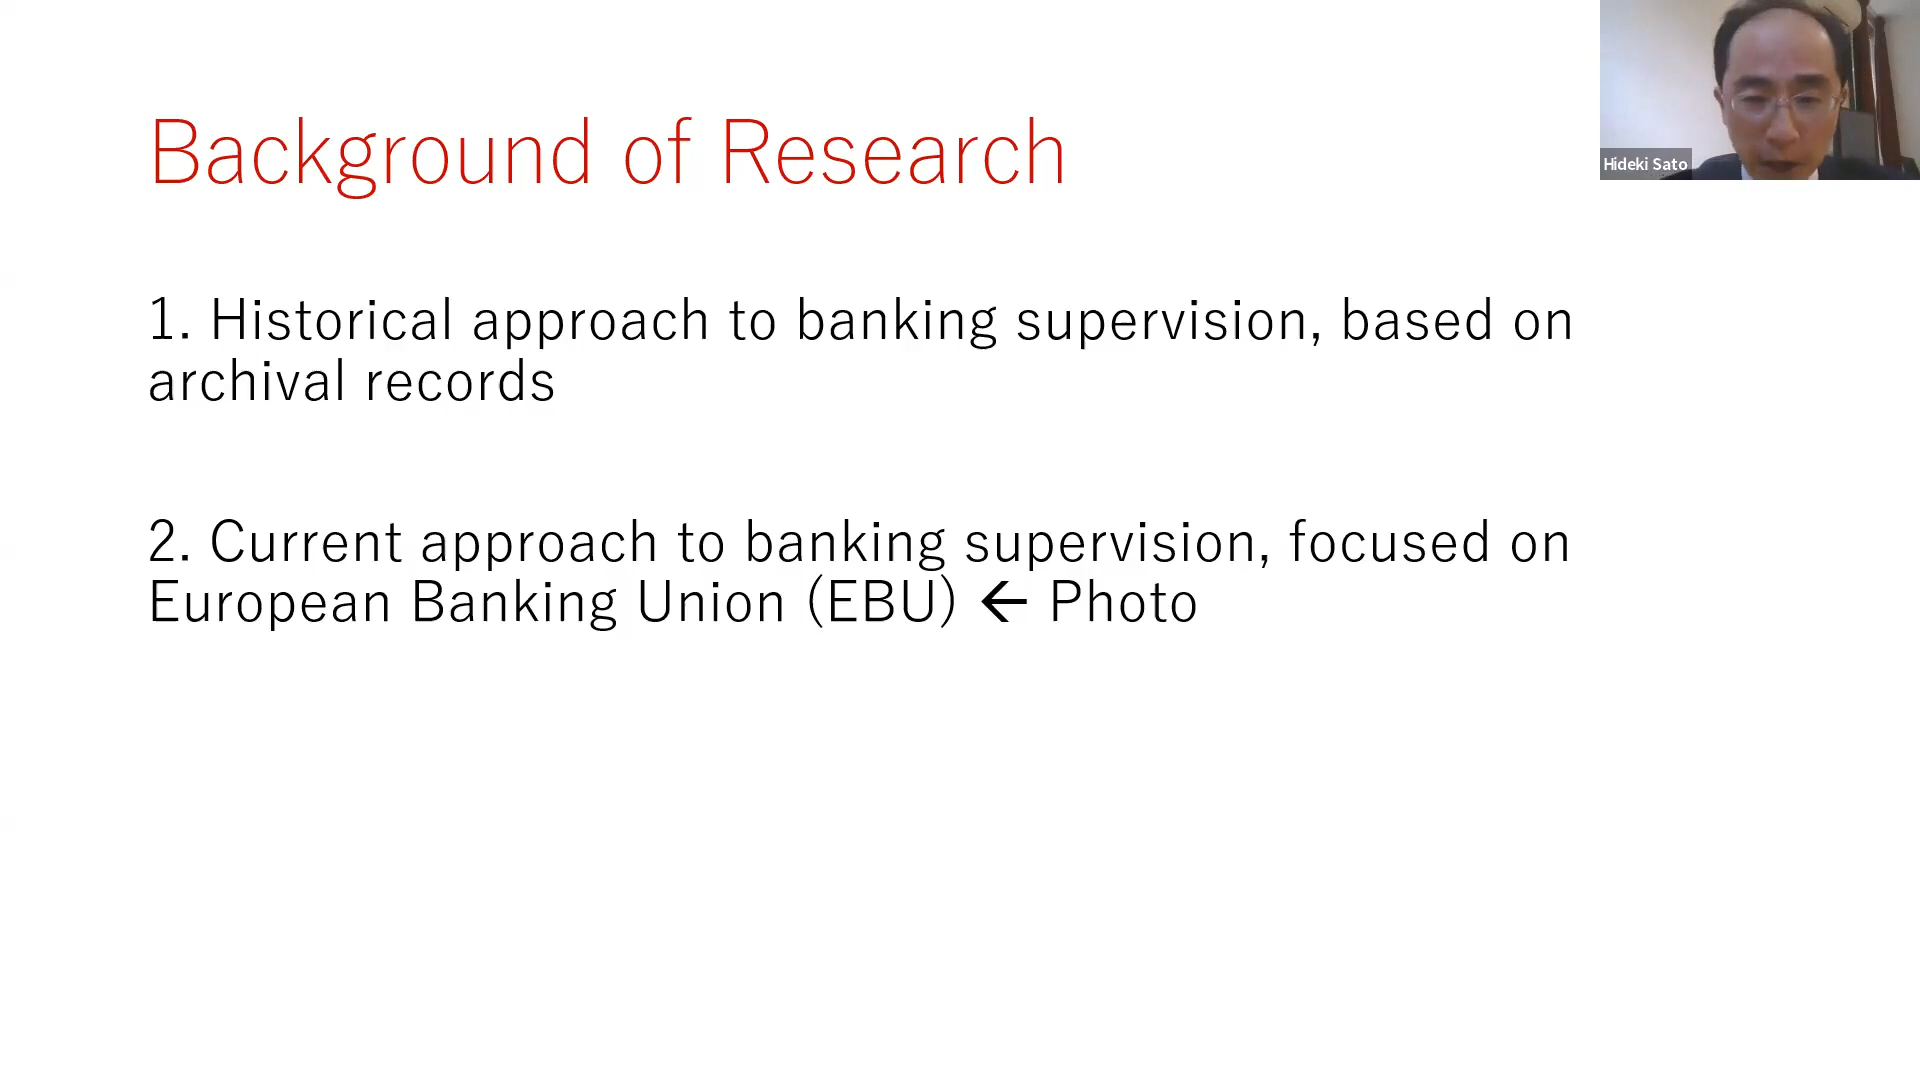 Background of Research
Hideki Sato
1. Historical approach to banking supervision, based on
archival records
2. Current approach to banking supervision, focused on
European Banking Union (EBU) ← Photo